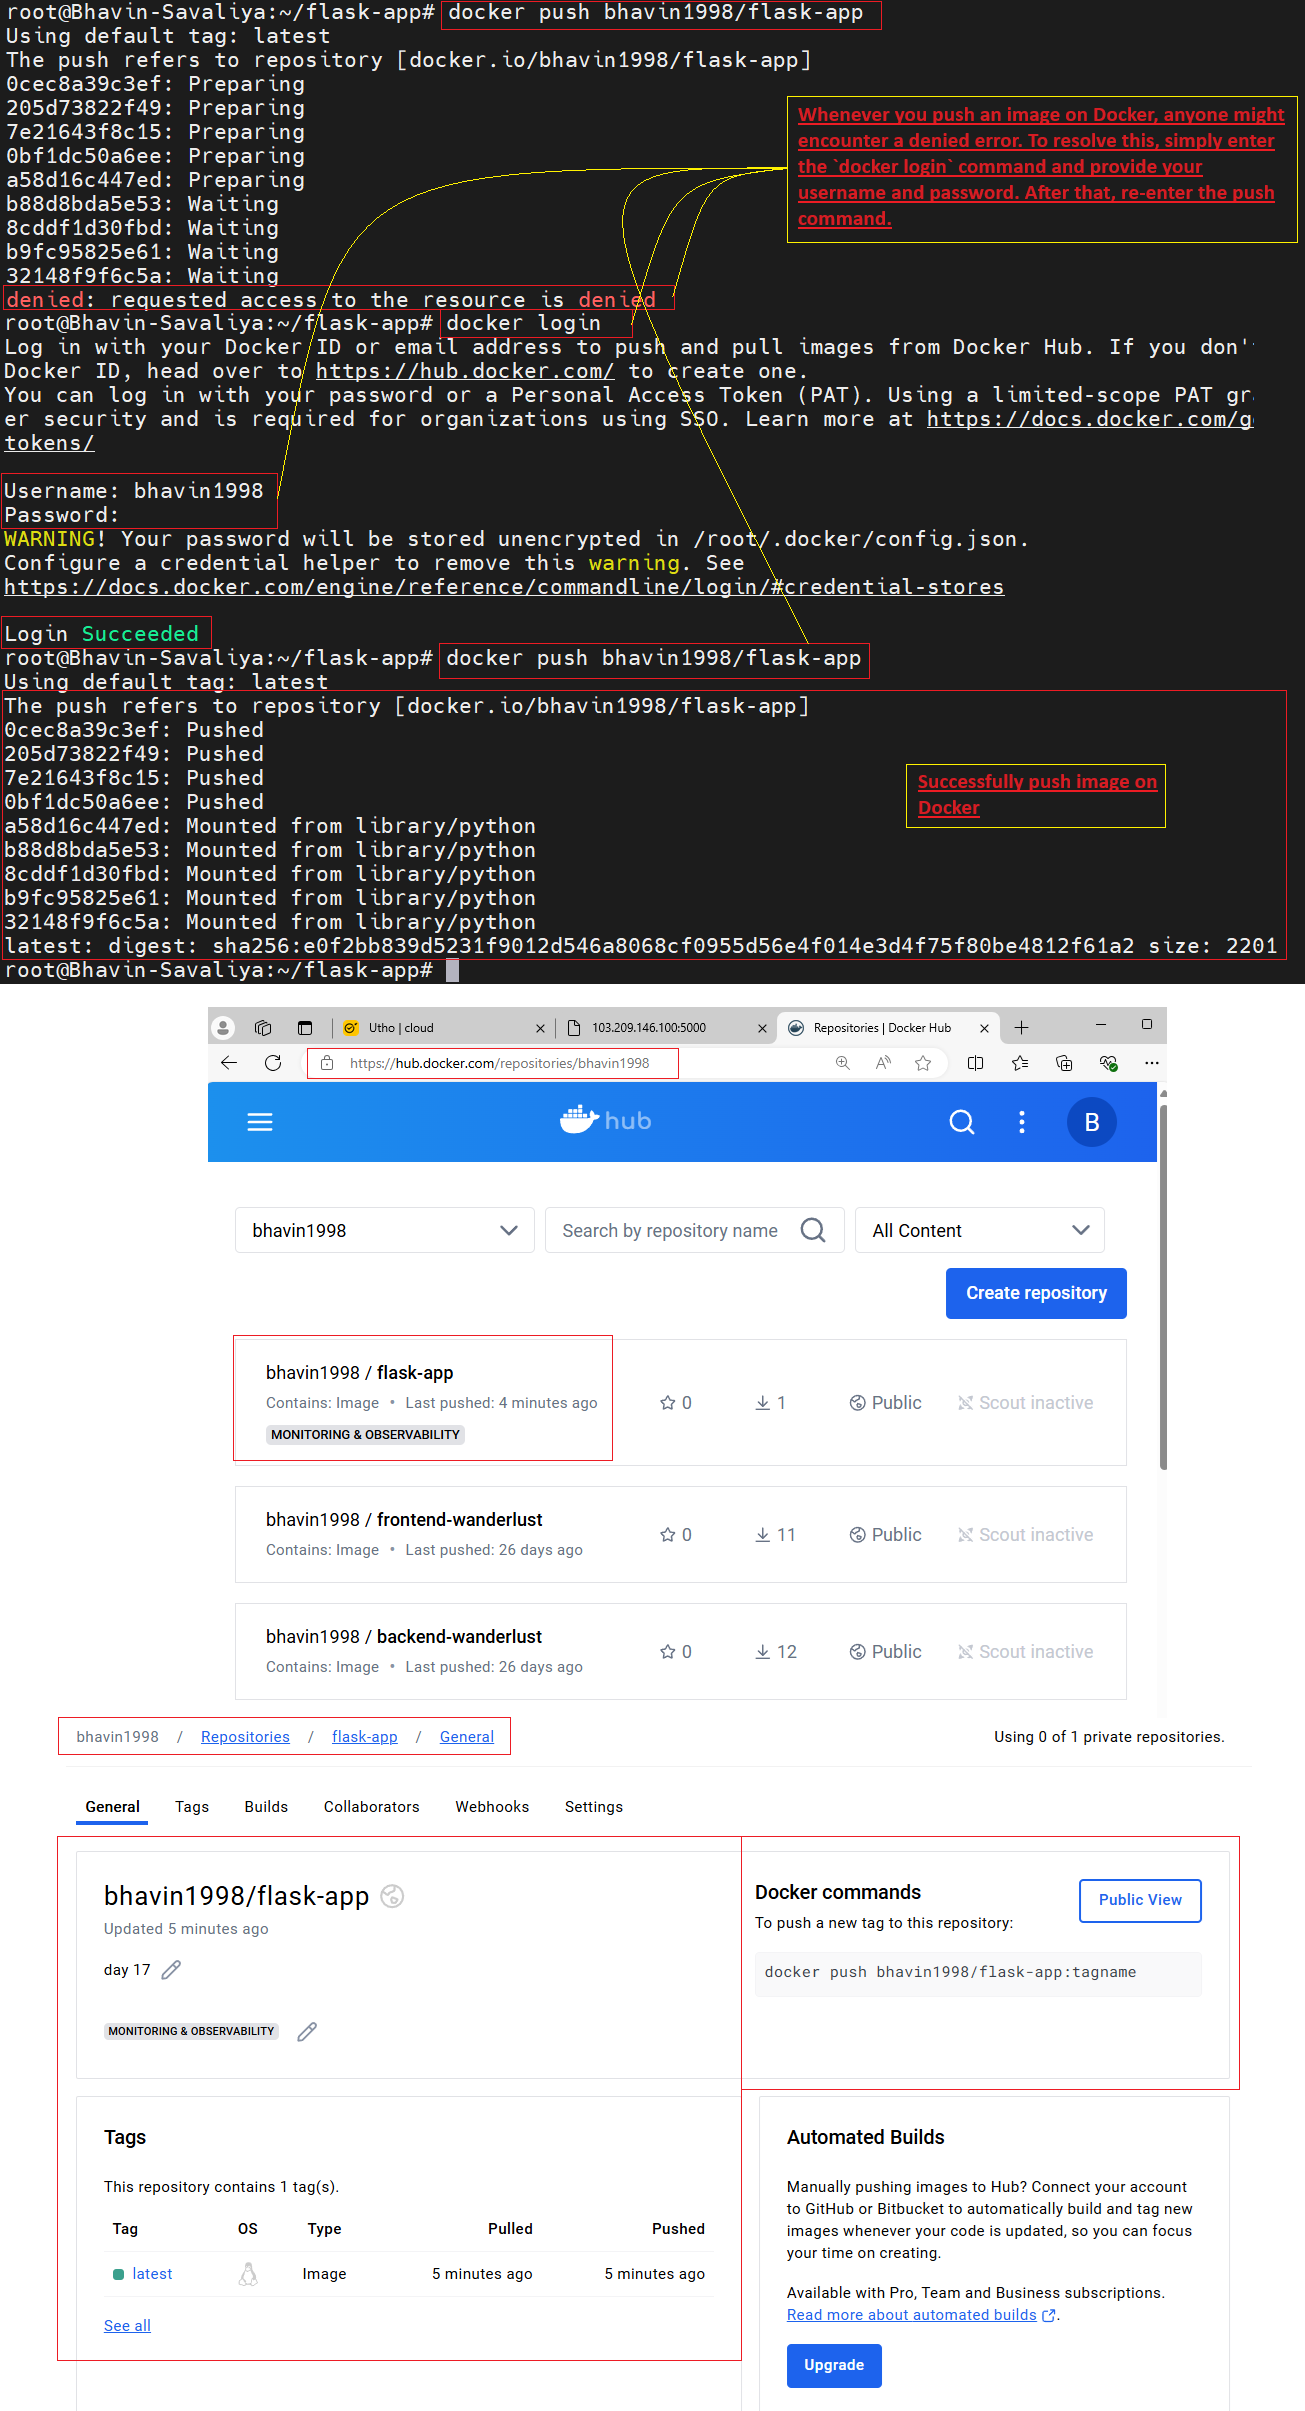 root@Bhavin-Savaliya:~/flask-app# docker push bhavin1998/flask-app
Using default tag: latest
The push refers to repository [docker.io/bhavin1998/flask-app]
0cec8a39c3ef: Preparing
205d73822f49: Preparing
7e21643f8c15: Preparing
0bf1dc50a6ee: Preparing
a58d16c447ed: Preparing
b88d8bda5e53: Waiting
8cddf1d30fbd: Waiting
b9fc95825e61: Waiting
32148f9f6c5a: Waiting
denied: requested access to the resource is denied
Whenever you push an image on Docker, anyone might
encounter a denied error. To resolve this, simply enter
the `docker login` command and provide your
username and password. After that, re-enter the push
command.
root@Bhavin-Savaliya:~/flask-app# docker login
Log in with your Docker ID or email address to push and pull images from Docker Hub. If you don'
Docker ID, head over to https://hub.docker.com/ to create one.
You can log in with your password or a Personal Access Token (PAT). Using a limited-scope PAT gr
er security and is required for organizations using SSO. Learn more at https://docs.docker.com/g
tokens/
Username: bhavin1998
Password:
WARNING! Your password will be stored unencrypted in /root/.docker/config.json.
Configure a credential helper to remove this warning. See
https://docs.docker.com/engine/reference/commandline/login/#credential-stores
Login Succeeded
root@Bhavin-Savaliya:~/flask-app# docker push bhavin1998/flask-app
Using default tag: latest
The push refers to repository [docker.io/bhavin1998/flask-app]
0cec8a39c3ef: Pushed
205d73822f49: Pushed
7e21643f8c15: Pushed
0bf1dc50a6ee: Pushed
a58d16c447ed: Mounted from library/python
b88d8bda5e53: Mounted from library/python
8cddf1d30fbd: Mounted from library/python
b9fc95825e61: Mounted from library/python
32148f9f6c5a: Mounted from library/python
latest: digest: sha256:e0f2bb839d5231f9012d546a8068cf0955d56e4f014e3d4f75f80be4812f61a2 size: 2201
root@Bhavin-Savaliya:~/flask-app#
Successfully push image on
Docker
Utho | cloud
103.209.146.100:5000
Repositories | Docker Hub
https://hub.docker.com/repositories/bhavin1998
hub
B
bhavin1998
Search by repository name
All Content
Create repository
bhavin1998 / flask-app
Contains: Image • Last pushed: 4 minutes ago
MONITORING & OBSERVABILITY
0
1
Public
Scout inactive
bhavin1998 / frontend-wanderlust
Contains: Image • Last pushed: 26 days ago
0
11
Public
Scout inactive
bhavin1998 / backend-wanderlust
Contains: Image • Last pushed: 26 days ago
0
12
Public
Scout inactive
bhavin1998 / Repositories / flask-app / General
Using 0 of 1 private repositories.
General Tags Builds Collaborators Webhooks Settings
bhavin1998/flask-app
Updated 5 minutes ago
day 17
MONITORING & OBSERVABILITY
Docker commands
Public View
To push a new tag to this repository:
docker push bhavin1998/flask-app:tagname
Tags
This repository contains 1 tag(s).
Tag OS Type Pulled Pushed
latest Image 5 minutes ago 5 minutes ago
See all
Automated Builds
Manually pushing images to Hub? Connect your account
to GitHub or Bitbucket to automatically build and tag new
images whenever your code is updated, so you can focus
your time on creating.
Available with Pro, Team and Business subscriptions.
Read more about automated builds .
Upgrade